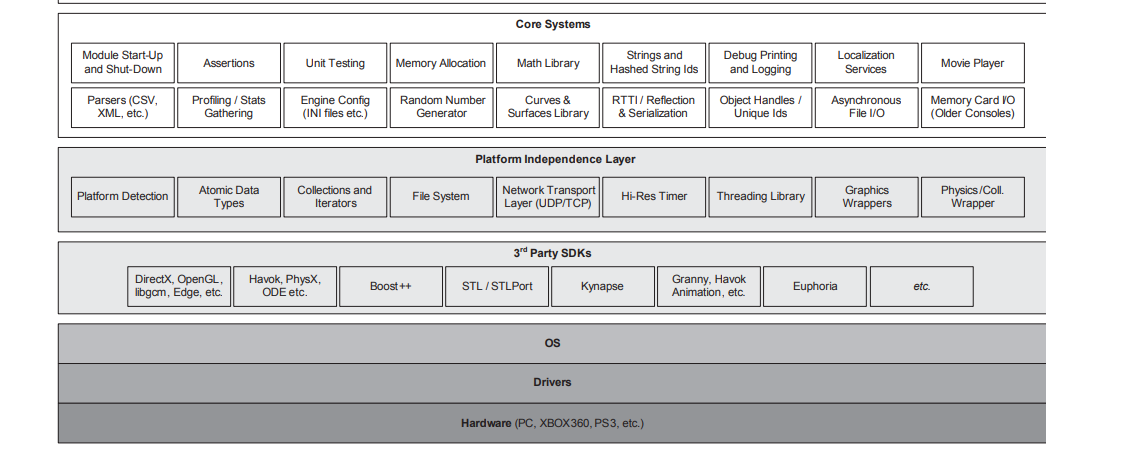 Core Systems
Module Start-Up
and Shut-Down
Assertions
Unit Testing
Memory Allocation
Math Library
Strings and
Hashed String Ids
Debug Printing
and Logging
Localization
Services
Movie Player
Parsers (CSV,
XML, etc.)
Profiling / Stats
Gathering
Engine Config
(INI files etc.)
Random Number
Generator
Curves &
Surfaces Library
RTTI / Reflection
& Serialization
Object Handles /
Unique Ids
Asynchronous
File I/O
Memory Card I/O
(Older Consoles)
Platform Independence Layer
Platform Detection
Atomic Data
Types
Collections and
Iterators
File System
Network Transport
Layer (UDP/TCP)
Hi-Res Timer
Threading Library
Graphics
Wrappers
Physics/Coll.
Wrapper
3rd Party SDKs
DirectX, OpenGL,
libgcm, Edge, etc.
Havok, PhysX,
ODE etc.
Boost++
STL / STLPort
Kynapse
Granny, Havok
Animation, etc.
Euphoria
etc.
OS
Drivers
Hardware (PC, XBOX360, PS3, etc.)